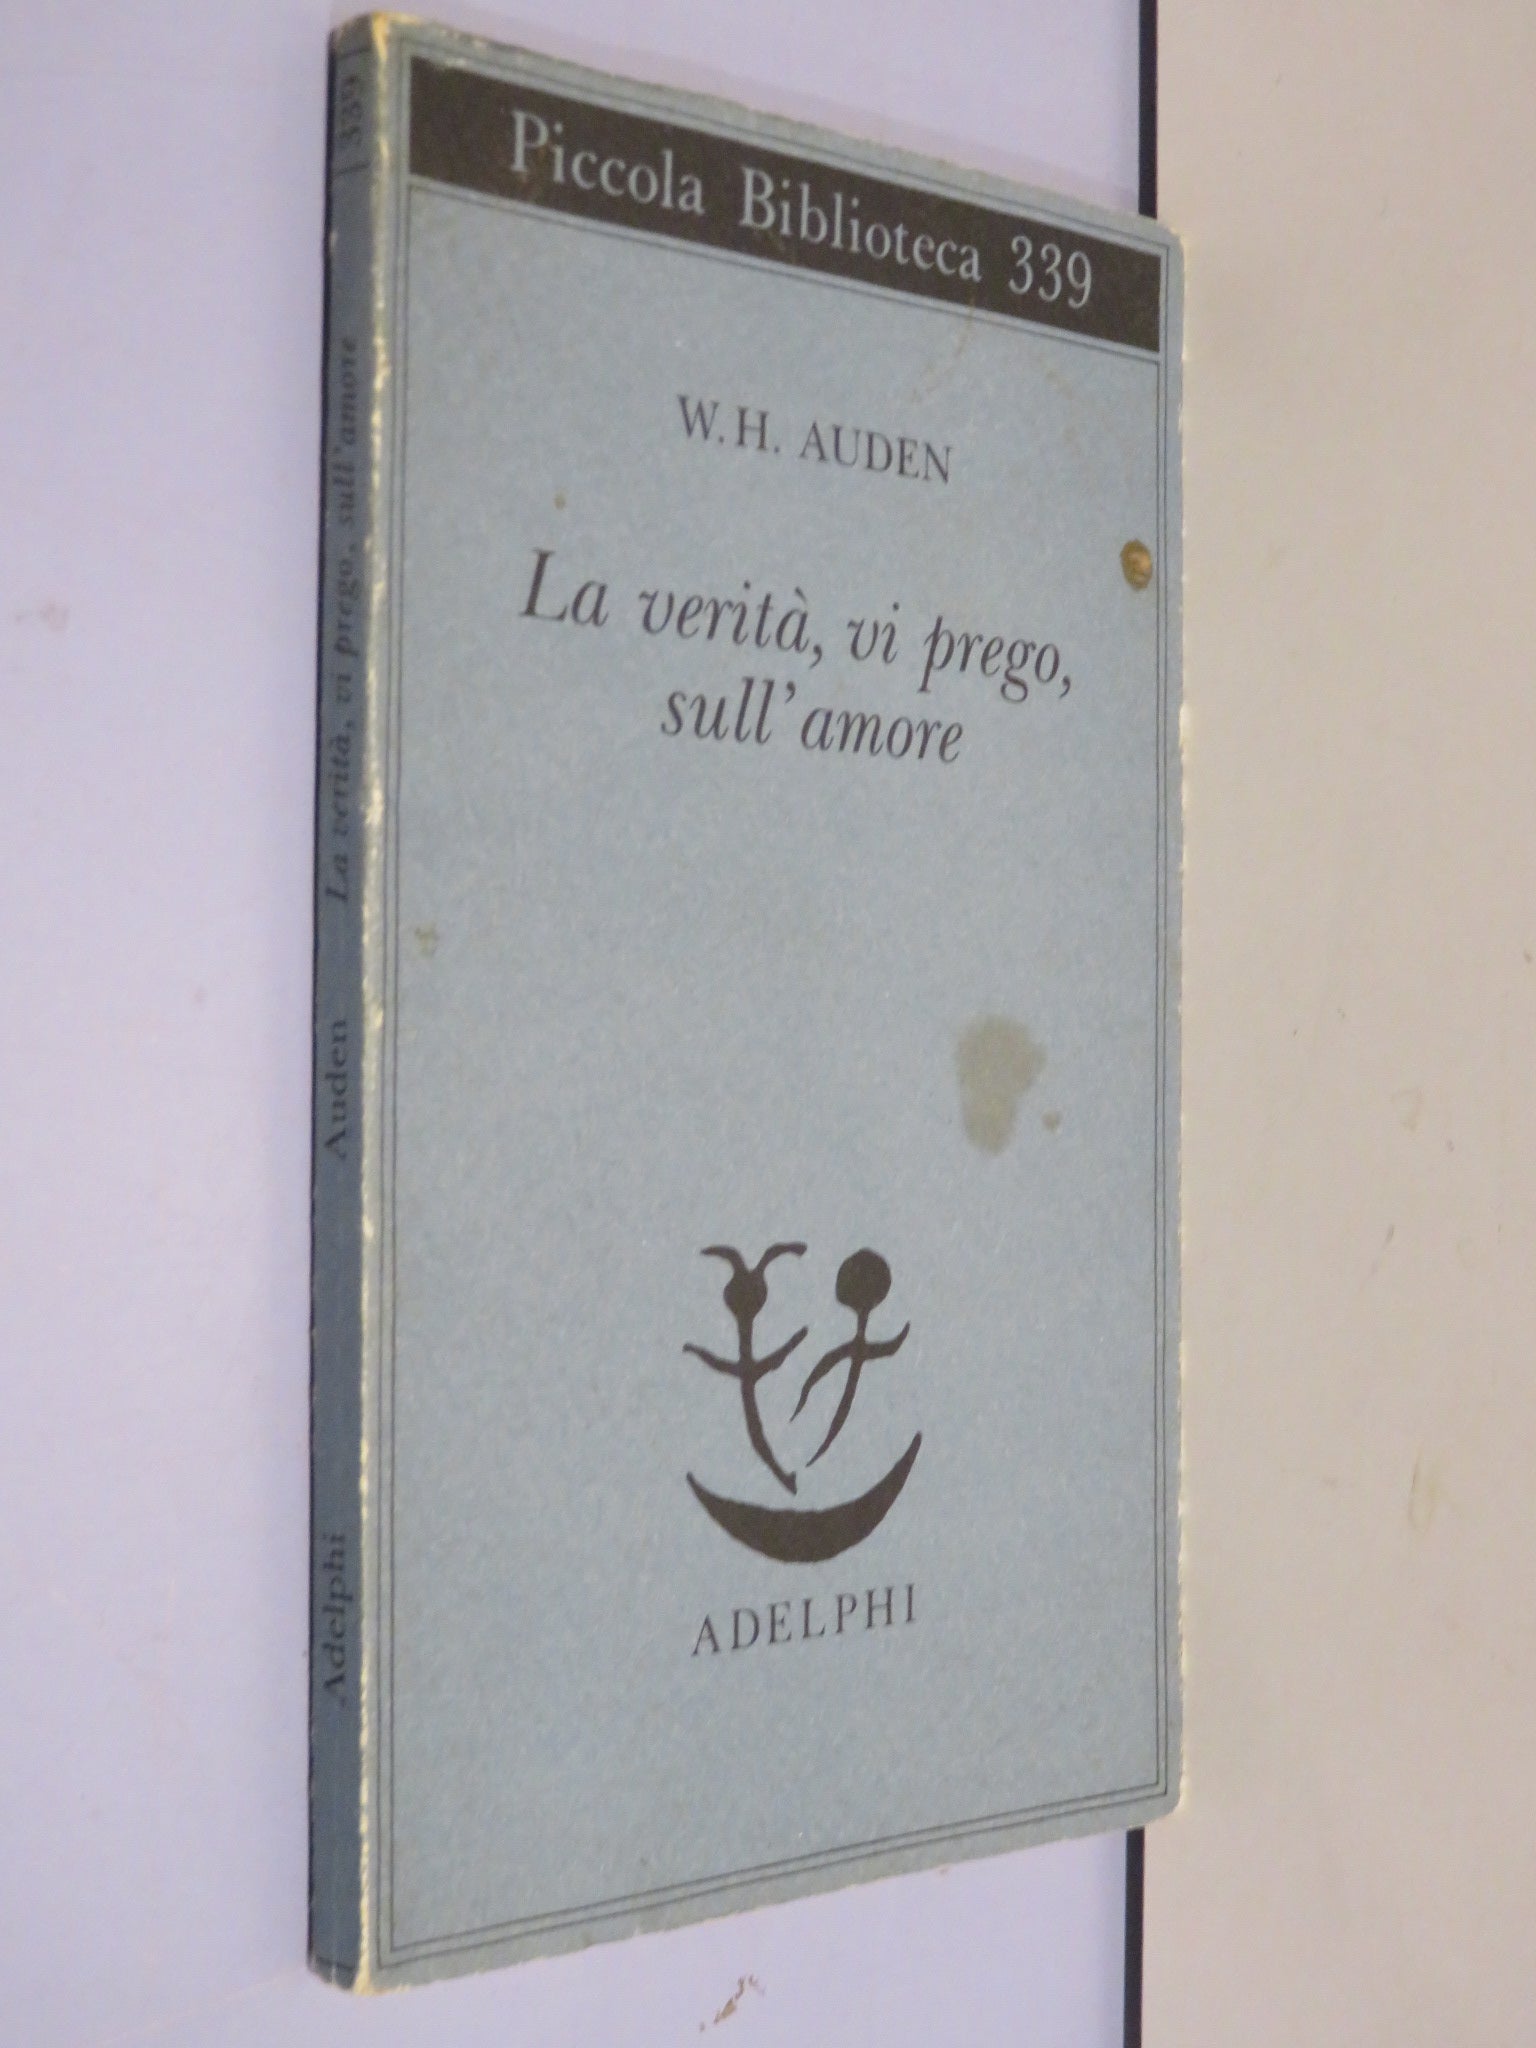 Piccola Biblioteca 339
W. H. AUDEN
La verità, vi prego,
sull'amore
ADELPHI
Adelphi Auden La verità, vi prego, sull'amore 339